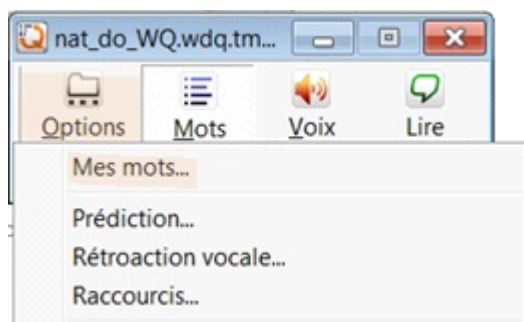 nat_do_WQ.wdq.tm...
Options Mots Voix Lire
Mes mots...
Prédiction...
Rétroaction vocale...
Raccourcis...